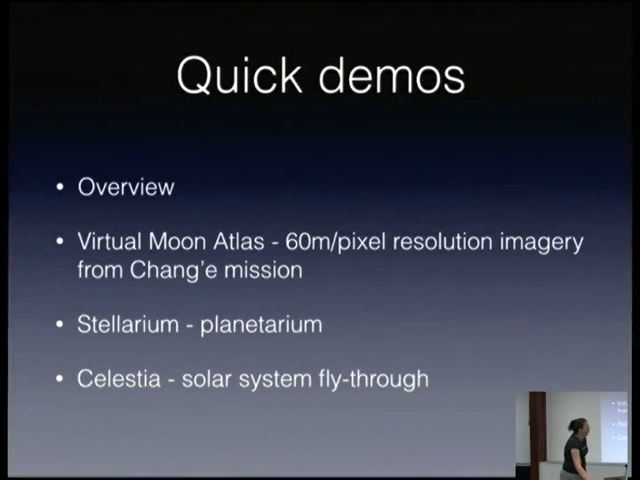 Quick demos
• Overview
• Virtual Moon Atlas - 60m/pixel resolution imagery
from Chang'e mission
• Stellarium - planetarium
• Celestia - solar system fly-through